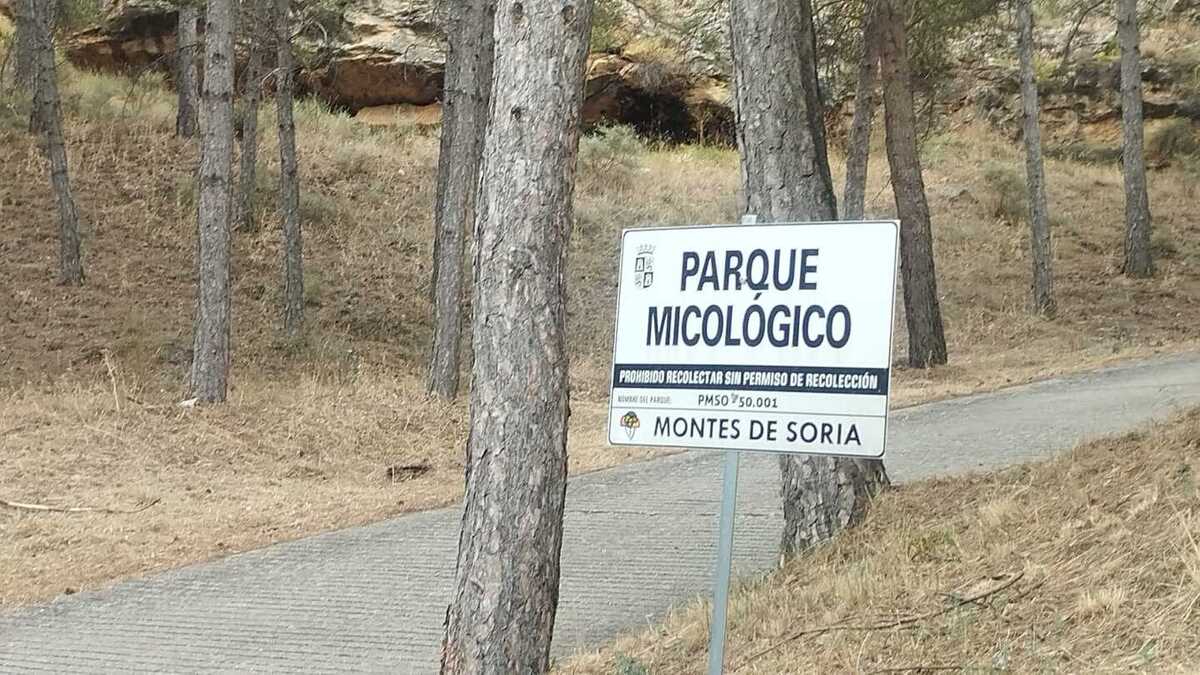 PARQUE
MICOLÓGICO
PROHIBIDO RECOLECTAR SIN PERMISO DE RECOLECCIÓN
NOMBRE DEL PARQUE: PMSO 50.001
MONTES DE SORIA